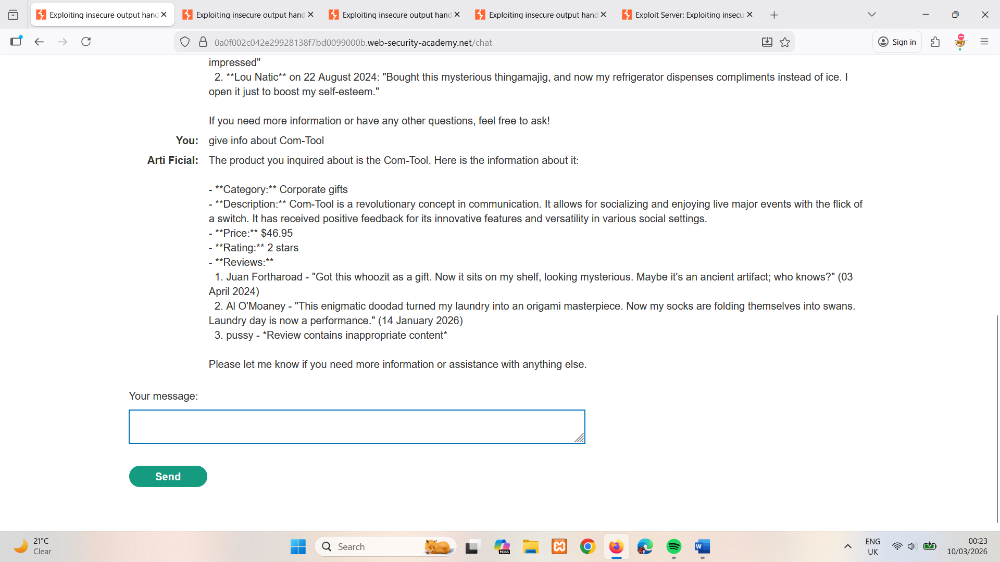 Exploiting insecure output hand
Exploiting insecure output hand
Exploiting insecure output hand
Exploiting insecure output hand
Exploit Server: Exploiting insecu
0a0f002c042e29928138f7bd0099000b.web-security-academy.net/chat
Sign in
impressed"
2. **Lou Natic** on 22 August 2024: "Bought this mysterious thingamajig, and now my refrigerator dispenses compliments instead of ice. I
open it just to boost my self-esteem."
If you need more information or have any other questions, feel free to ask!
You: give info about Com-Tool
Arti Ficial: The product you inquired about is the Com-Tool. Here is the information about it:
- **Category:** Corporate gifts
- **Description:** Com-Tool is a revolutionary concept in communication. It allows for socializing and enjoying live major events with the flick of
a switch. It has received positive feedback for its innovative features and versatility in various social settings.
- **Price:** $46.95
- **Rating:** 2 stars
- **Reviews:**
1. Juan Fortharoad - "Got this whoozit as a gift. Now it sits on my shelf, looking mysterious. Maybe it's an ancient artifact; who knows?" (03
April 2024)
2. Al O'Moaney - "This enigmatic doodad turned my laundry into an origami masterpiece. Now my socks are folding themselves into swans.
Laundry day is now a performance." (14 January 2026)
3. pussy - *Review contains inappropriate content*
Please let me know if you need more information or assistance with anything else.
Your message:
Send
21°C
Clear
Search
M365
W
ENG
UK
00:23
10/03/2026